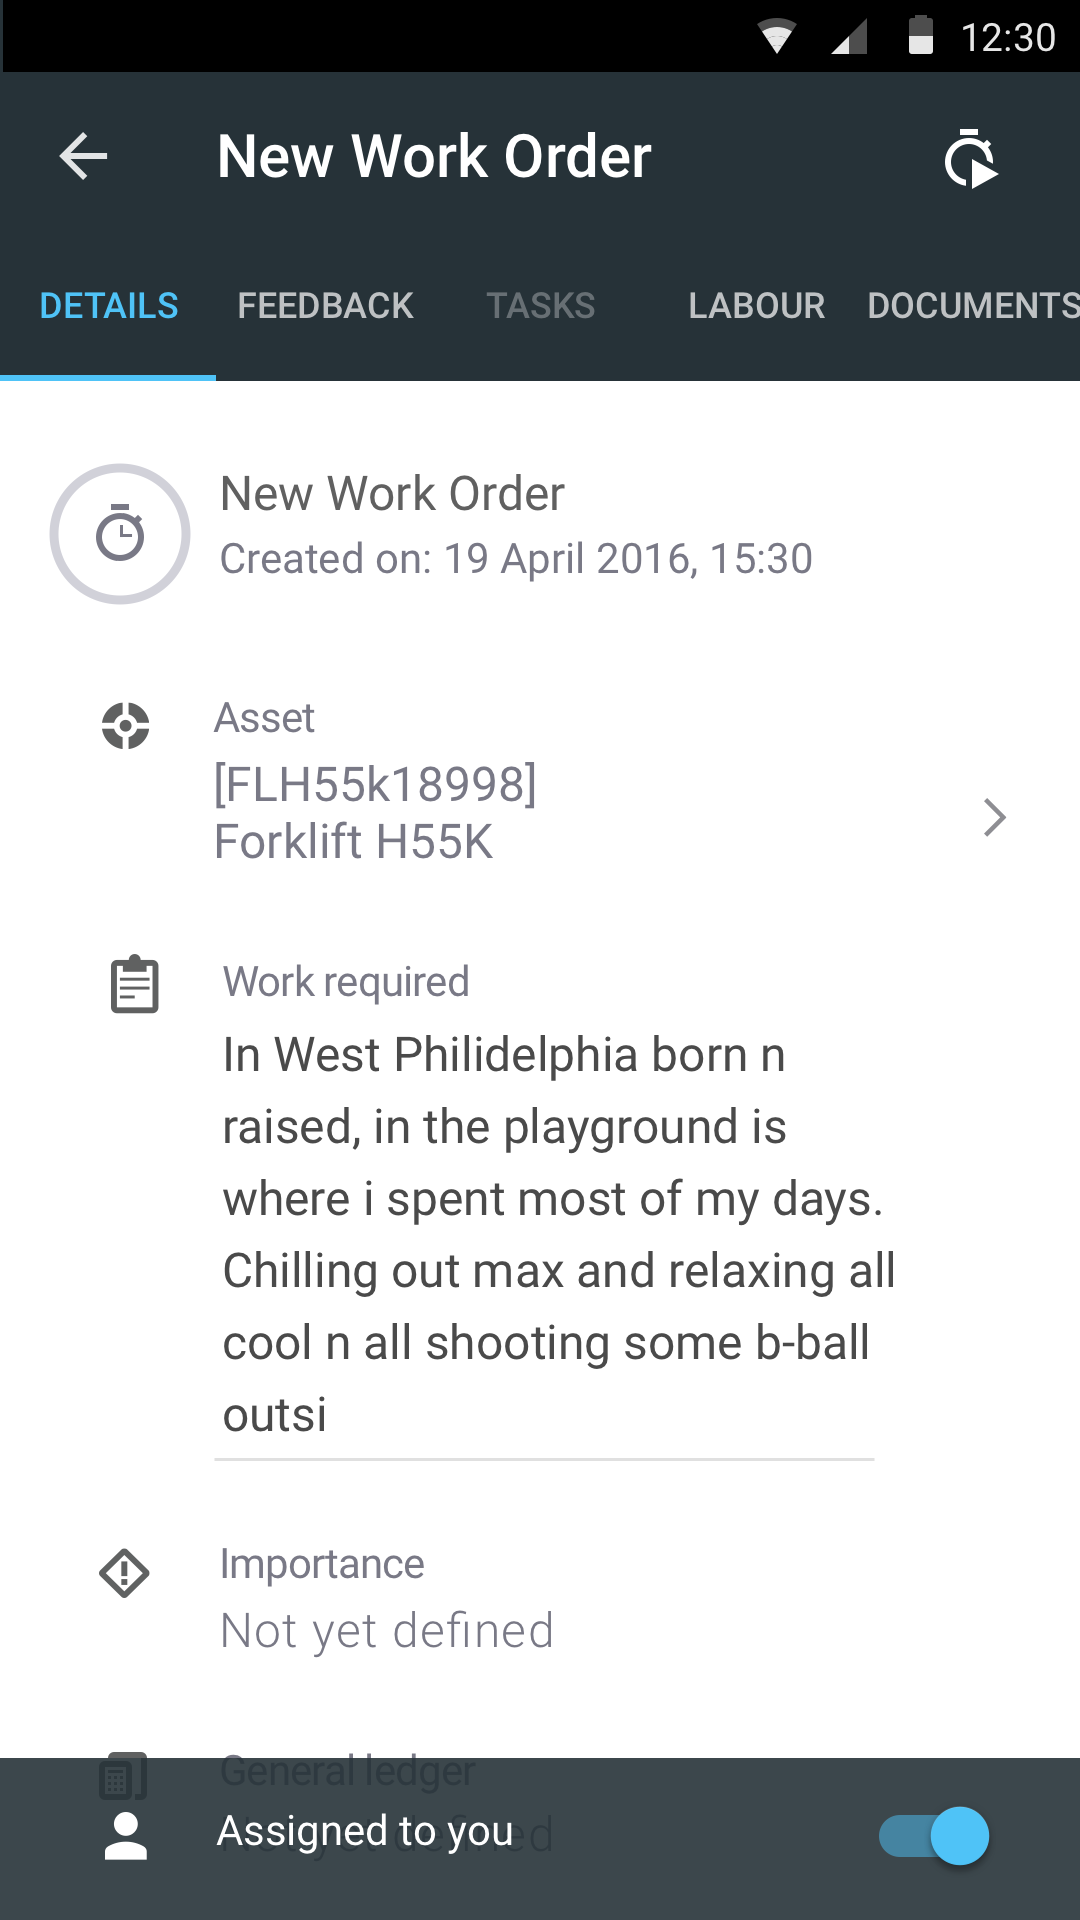 12:30
New Work Order
DETAILS FEEDBACK TASKS LABOUR DOCUMENTS
New Work Order
Created on: 19 April 2016, 15:30
Asset
[FLH55k18998]
Forklift H55K
Work required
In West Philidelphia born n
raised, in the playground is
where i spent most of my days.
Chilling out max and relaxing all
cool n all shooting some b-ball
outsi
Importance
Not yet defined
General ledger
Not yet defined
Assigned to you